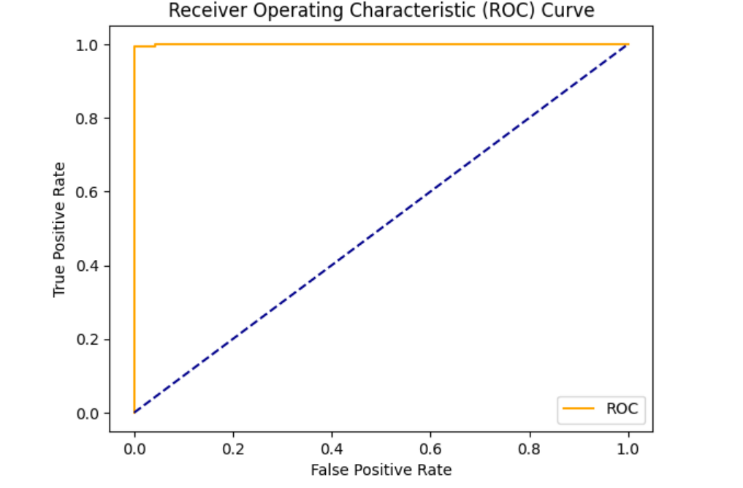 Receiver Operating Characteristic (ROC) Curve
1.0
0.8
0.6
0.4
0.2
0.0
True Positive Rate
ROC
0.0 0.2 0.4 0.6 0.8 1.0
False Positive Rate